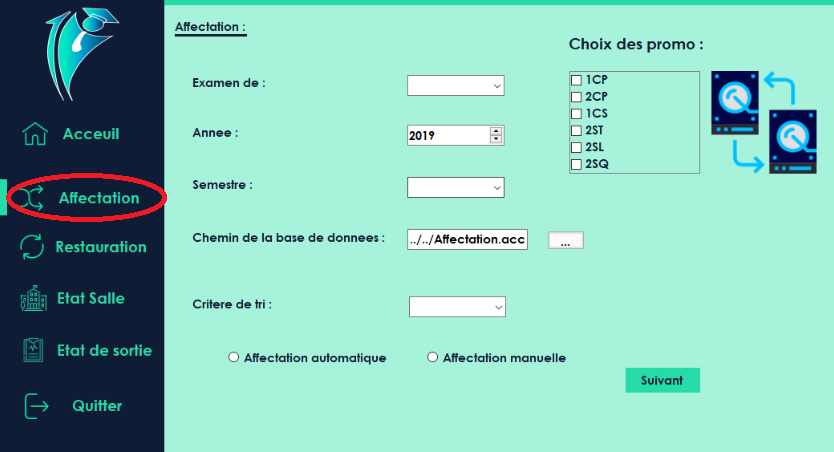 Acceuil
Affectation
Restauration
Etat Salle
Etat de sortie
Quitter
Affectation :
Examen de :
Annee :
2019
Semestre :
Chemin de la base de donnees :
../../Affectation.acc
...
Critere de tri :
Affectation automatique
Affectation manuelle
Suivant
Choix des promo :
1CP
2CP
1CS
2ST
2SL
2SQ